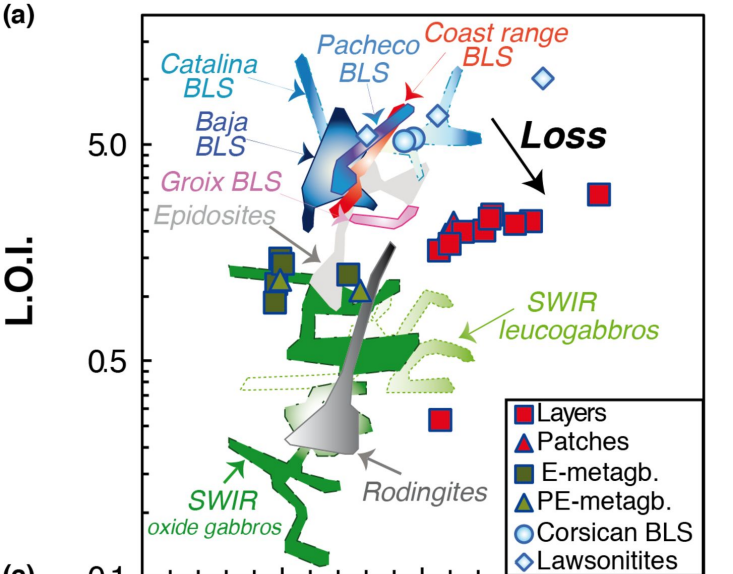 (a)
Coast range
BLS
Pacheco
BLS
Catalina
BLS
Baja
BLS
5.0
Loss
Groix BLS
Epidosites
L.O.I.
SWIR
leucogabbros
0.5
Layers
Patches
E-metagb.
PE-metagb.
Corsican BLS
Lawsonitites
Rodingites
SWIR
oxide gabbros
0.1